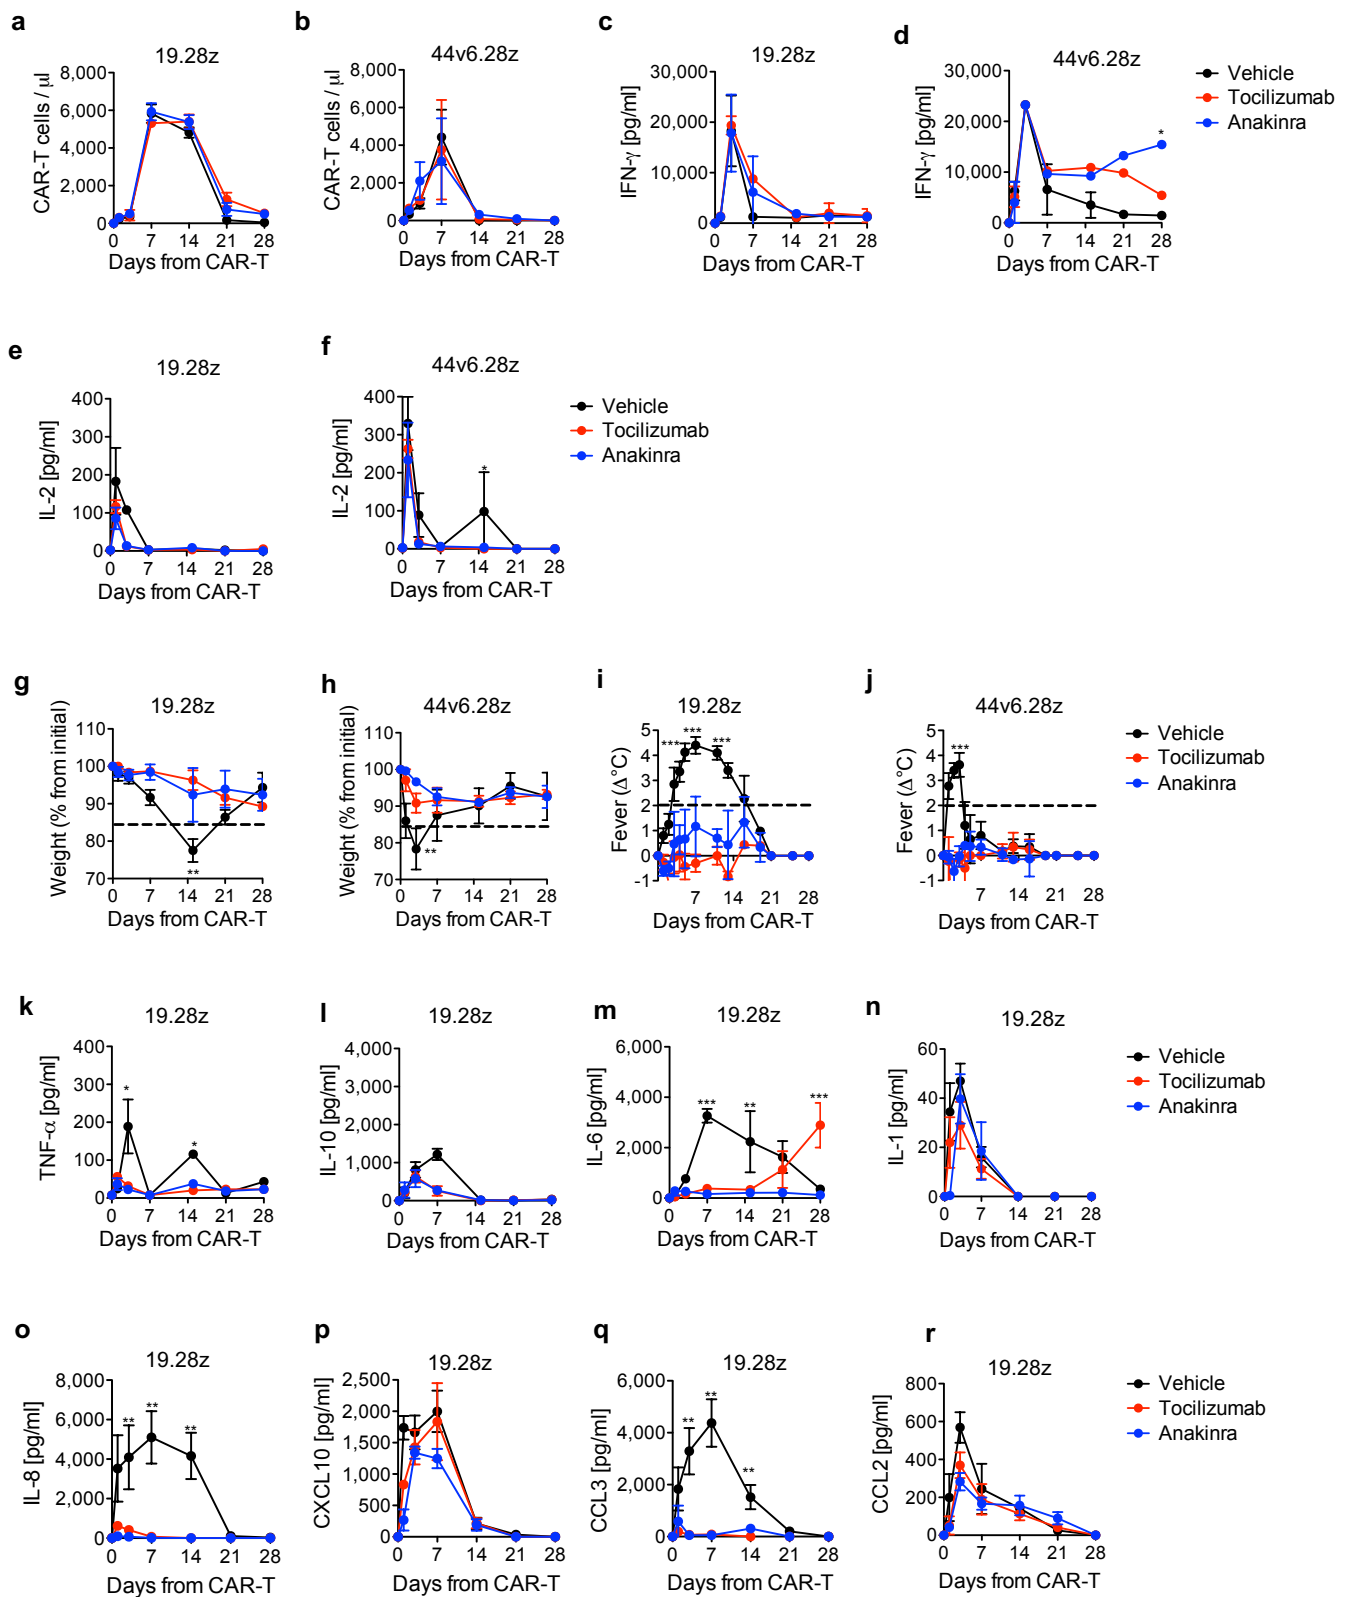 a
19.28z
CAR-T cells / µl
8,000
6,000
4,000
2,000
0
0 7 14 21 28
Days from CAR-T
b
44v6.28z
CAR-T cells / µl
8,000
6,000
4,000
2,000
0
0 7 14 21 28
Days from CAR-T
c
19.28z
IFN-γ [pg/ml]
30,000
20,000
10,000
0
0 7 14 21 28
Days from CAR-T
d
44v6.28z
IFN-γ [pg/ml]
30,000
20,000
10,000
0
*
0 7 14 21 28
Days from CAR-T
Vehicle
Tocilizumab
Anakinra
e
19.28z
IL-2 [pg/ml]
400
300
200
100
0
0 7 14 21 28
Days from CAR-T
f
44v6.28z
IL-2 [pg/ml]
400
300
200
100
0
*
0 7 14 21 28
Days from CAR-T
Vehicle
Tocilizumab
Anakinra
g
19.28z
Weight (% from initial)
110
100
90
80
70
**
0 7 14 21 28
Days from CAR-T
h
44v6.28z
Weight (% from initial)
110
100
90
80
70
**
0 7 14 21 28
Days from CAR-T
i
19.28z
Fever (Δ°C)
5
4
3
2
1
0
-1
*** *** ***
7 14 21 28
Days from CAR-T
j
44v6.28z
Fever (Δ°C)
5
4
3
2
1
0
-1
***
7 14 21 28
Days from CAR-T
Vehicle
Tocilizumab
Anakinra
k
19.28z
TNF-α [pg/ml]
400
300
200
100
0
* *
0 7 14 21 28
Days from CAR-T
l
19.28z
IL-10 [pg/ml]
4,000
3,000
2,000
1,000
0
0 7 14 21 28
Days from CAR-T
m
19.28z
IL-6 [pg/ml]
6,000
4,000
2,000
0
*** ** ***
0 7 14 21 28
Days from CAR-T
n
19.28z
IL-1 [pg/ml]
60
40
20
0
0 7 14 21 28
Days from CAR-T
Vehicle
Tocilizumab
Anakinra
o
19.28z
IL-8 [pg/ml]
8,000
6,000
4,000
2,000
0
** ** **
0 7 14 21 28
Days from CAR-T
p
19.28z
CXCL10 [pg/ml]
2,500
2,000
1,500
1,000
500
0
0 7 14 21 28
Days from CAR-T
q
19.28z
CCL3 [pg/ml]
6,000
4,000
2,000
0
** ** **
0 7 14 21 28
Days from CAR-T
r
19.28z
CCL2 [pg/ml]
800
600
400
200
0
0 7 14 21 28
Days from CAR-T
Vehicle
Tocilizumab
Anakinra